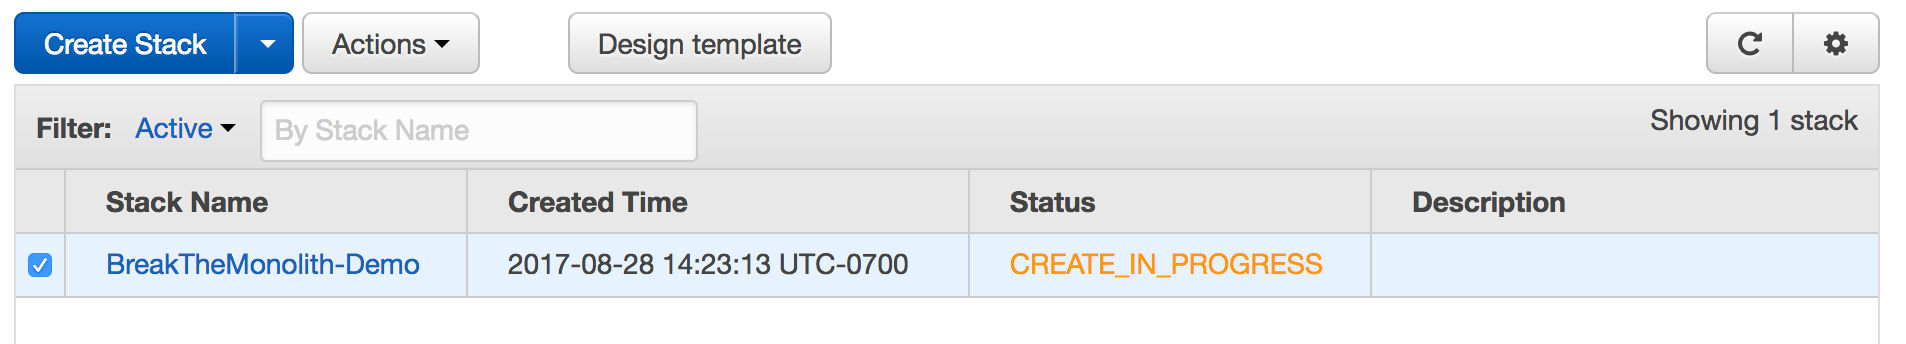 Create Stack Actions Design template
Filter: Active By Stack Name Showing 1 stack
Stack Name Created Time Status Description
BreakTheMonolith-Demo 2017-08-28 14:23:13 UTC-0700 CREATE_IN_PROGRESS